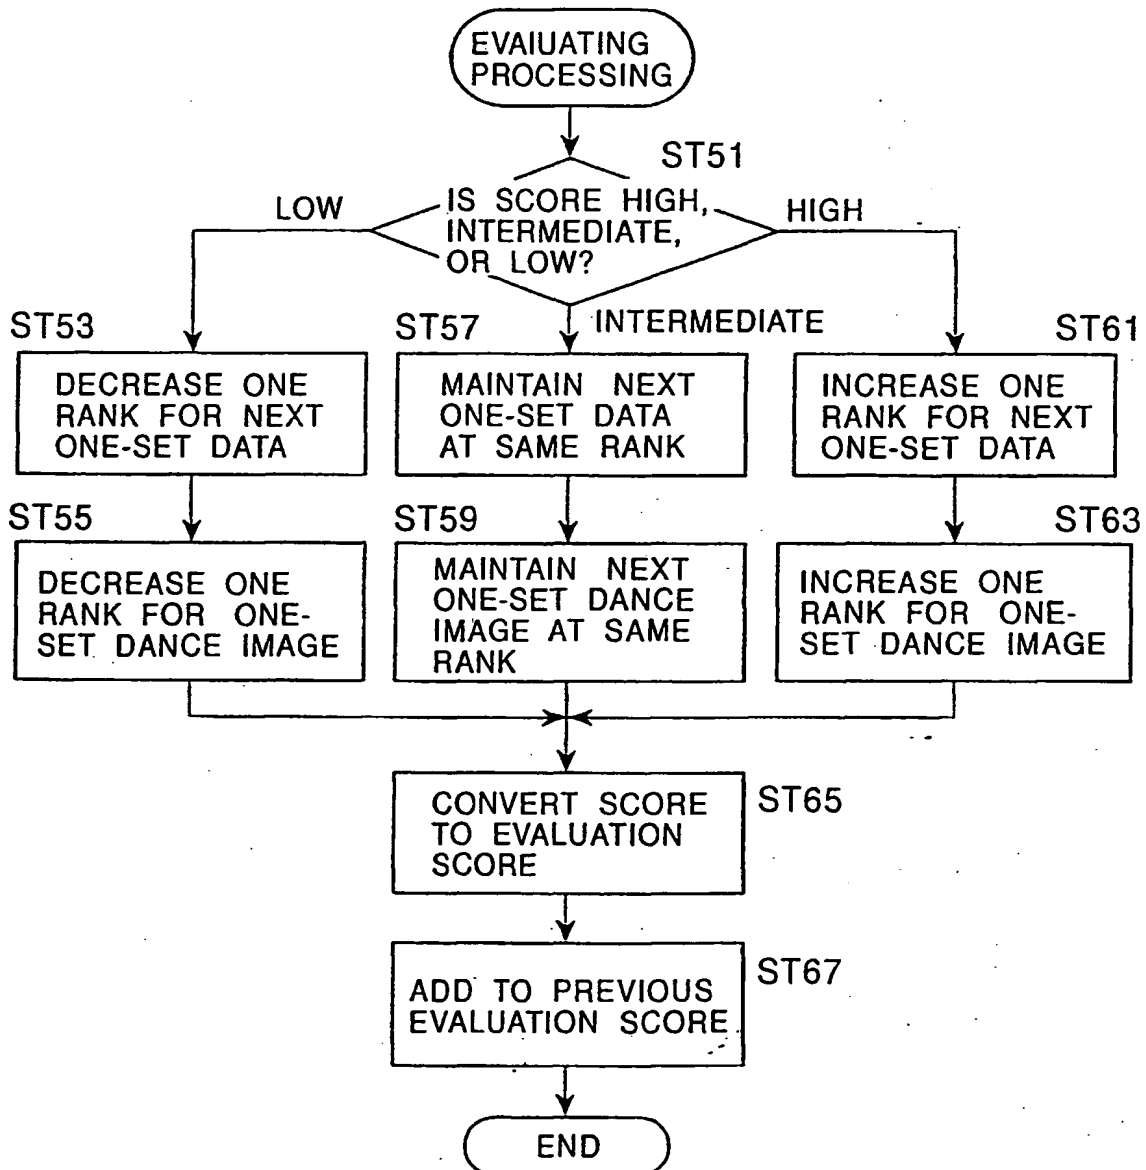 EVAIUATING
PROCESSING
ST51
IS SCORE HIGH,
INTERMEDIATE,
OR LOW?
LOW
HIGH
INTERMEDIATE
ST53
DECREASE ONE
RANK FOR NEXT
ONE-SET DATA
ST57
MAINTAIN NEXT
ONE-SET DATA
AT SAME RANK
ST61
INCREASE ONE
RANK FOR NEXT
ONE-SET DATA
ST55
DECREASE ONE
RANK FOR ONE-
SET DANCE IMAGE
ST59
MAINTAIN NEXT
ONE-SET DANCE
IMAGE AT SAME
RANK
ST63
INCREASE ONE
RANK FOR ONE-
SET DANCE IMAGE
CONVERT SCORE
TO EVALUATION
SCORE
ST65
ADD TO PREVIOUS
EVALUATION SCORE
ST67
END